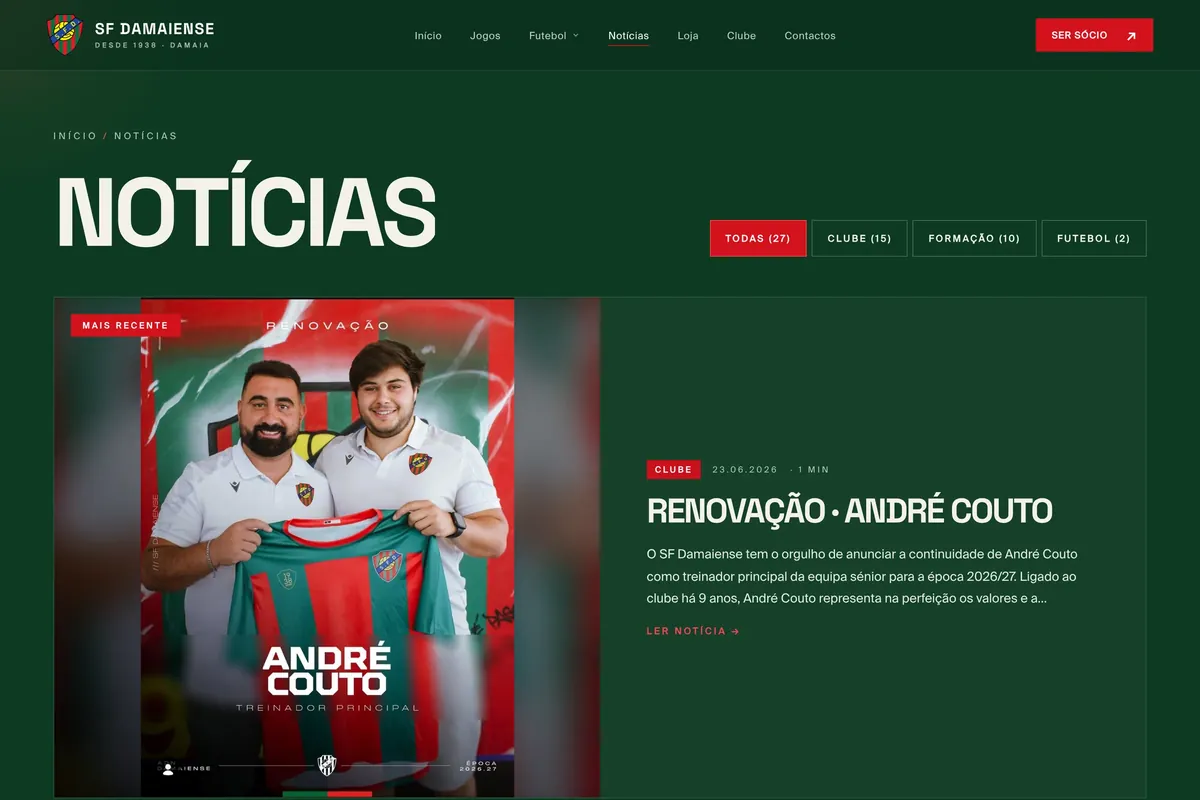 SF DAMAIENSE
DESDE 1938 · DAMAIA
Início
Jogos
Futebol
Notícias
Loja
Clube
Contactos
SER SÓCIO
INÍCIO / NOTÍCIAS
NOTÍCIAS
TODAS (27)
CLUBE (15)
FORMAÇÃO (10)
FUTEBOL (2)
MAIS RECENTE
RENOVAÇÃO
/// SF DAMAIENSE
ANDRÉ
COUTO
TREINADOR PRINCIPAL
ÉPOCA
2026.27
CLUBE
23.06.2026 · 1 MIN
RENOVAÇÃO · ANDRÉ COUTO
O SF Damaiense tem o orgulho de anunciar a continuidade de André Couto
como treinador principal da equipa sénior para a época 2026/27. Ligado ao
clube há 9 anos, André Couto representa na perfeição os valores e a...
LER NOTÍCIA →